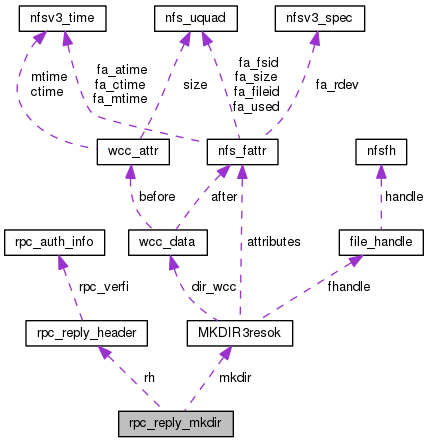 nfsv3_time nfs_uquad nfsv3_spec
mtime
ctime
fa_atime
fa_ctime
fa_mtime
size
fa_fsid
fa_size
fa_fileid
fa_used
fa_rdev
wcc_attr nfs_fattr nfsfh
before after handle
rpc_auth_info wcc_data attributes file_handle
rpc_verfi dir_wcc fhandle
rpc_reply_header MKDIR3resok
rh mkdir
rpc_reply_mkdir